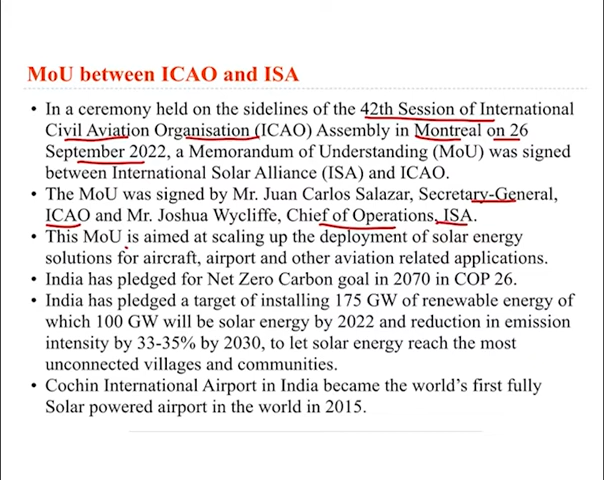 MoU between ICAO and ISA
• In a ceremony held on the sidelines of the 42th Session of International
Civil Aviation Organisation (ICAO) Assembly in Montreal on 26
September 2022, a Memorandum of Understanding (MoU) was signed
between International Solar Alliance (ISA) and ICAO.
• The MoU was signed by Mr. Juan Carlos Salazar, Secretary-General,
ICAO and Mr. Joshua Wycliffe, Chief of Operations, ISA.
• This MoU is aimed at scaling up the deployment of solar energy
solutions for aircraft, airport and other aviation related applications.
• India has pledged for Net Zero Carbon goal in 2070 in COP 26.
• India has pledged a target of installing 175 GW of renewable energy of
which 100 GW will be solar energy by 2022 and reduction in emission
intensity by 33-35% by 2030, to let solar energy reach the most
unconnected villages and communities.
• Cochin International Airport in India became the world's first fully
Solar powered airport in the world in 2015.